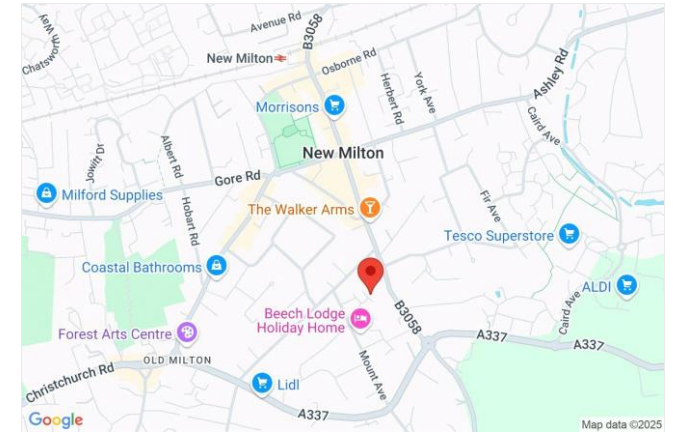 Avenue Rd
Chatsworth Way
B3058
New Milton
Osborne Rd
Ashley Rd
York Ave
Herbert Rd
Morrisons
Caird Ave
Jowitt Dr
Albert Rd
New Milton
Gore Rd
Milford Supplies
Hobart Rd
Fir Ave
The Walker Arms
Tesco Superstore
Coastal Bathrooms
ALDI
B3058
Beech Lodge
Holiday Home
Caird Ave
Forest Arts Centre
A337
A337
OLD MILTON
Mount Ave
Christchurch Rd
Lidl
A337
Google
Map data ©2025